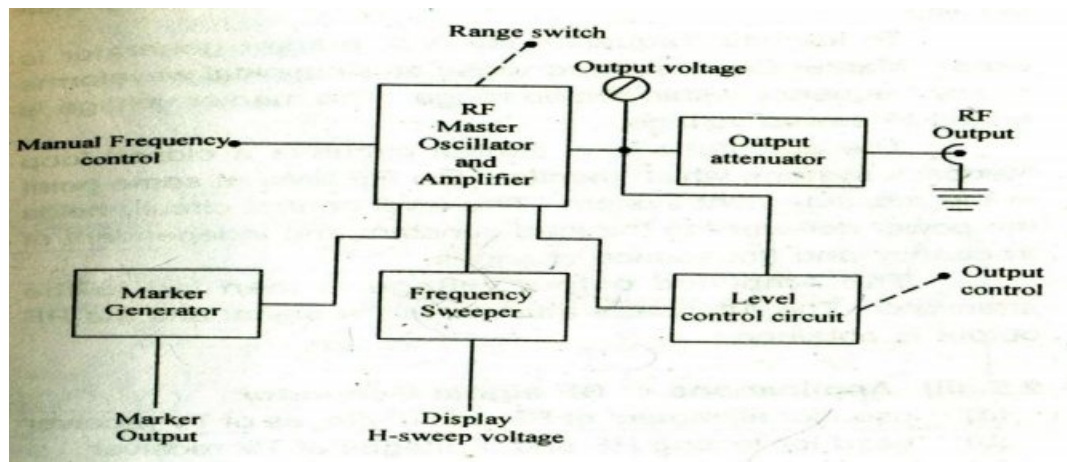 Range switch
Output voltage
RF
Master
Oscillator
and
Amplifier
Manual Frequency
control
Output
attenuator
RF
Output
Marker
Generator
Frequency
Sweeper
Level
control circuit
Output
control
Marker
Output
Display
H-sweep voltage